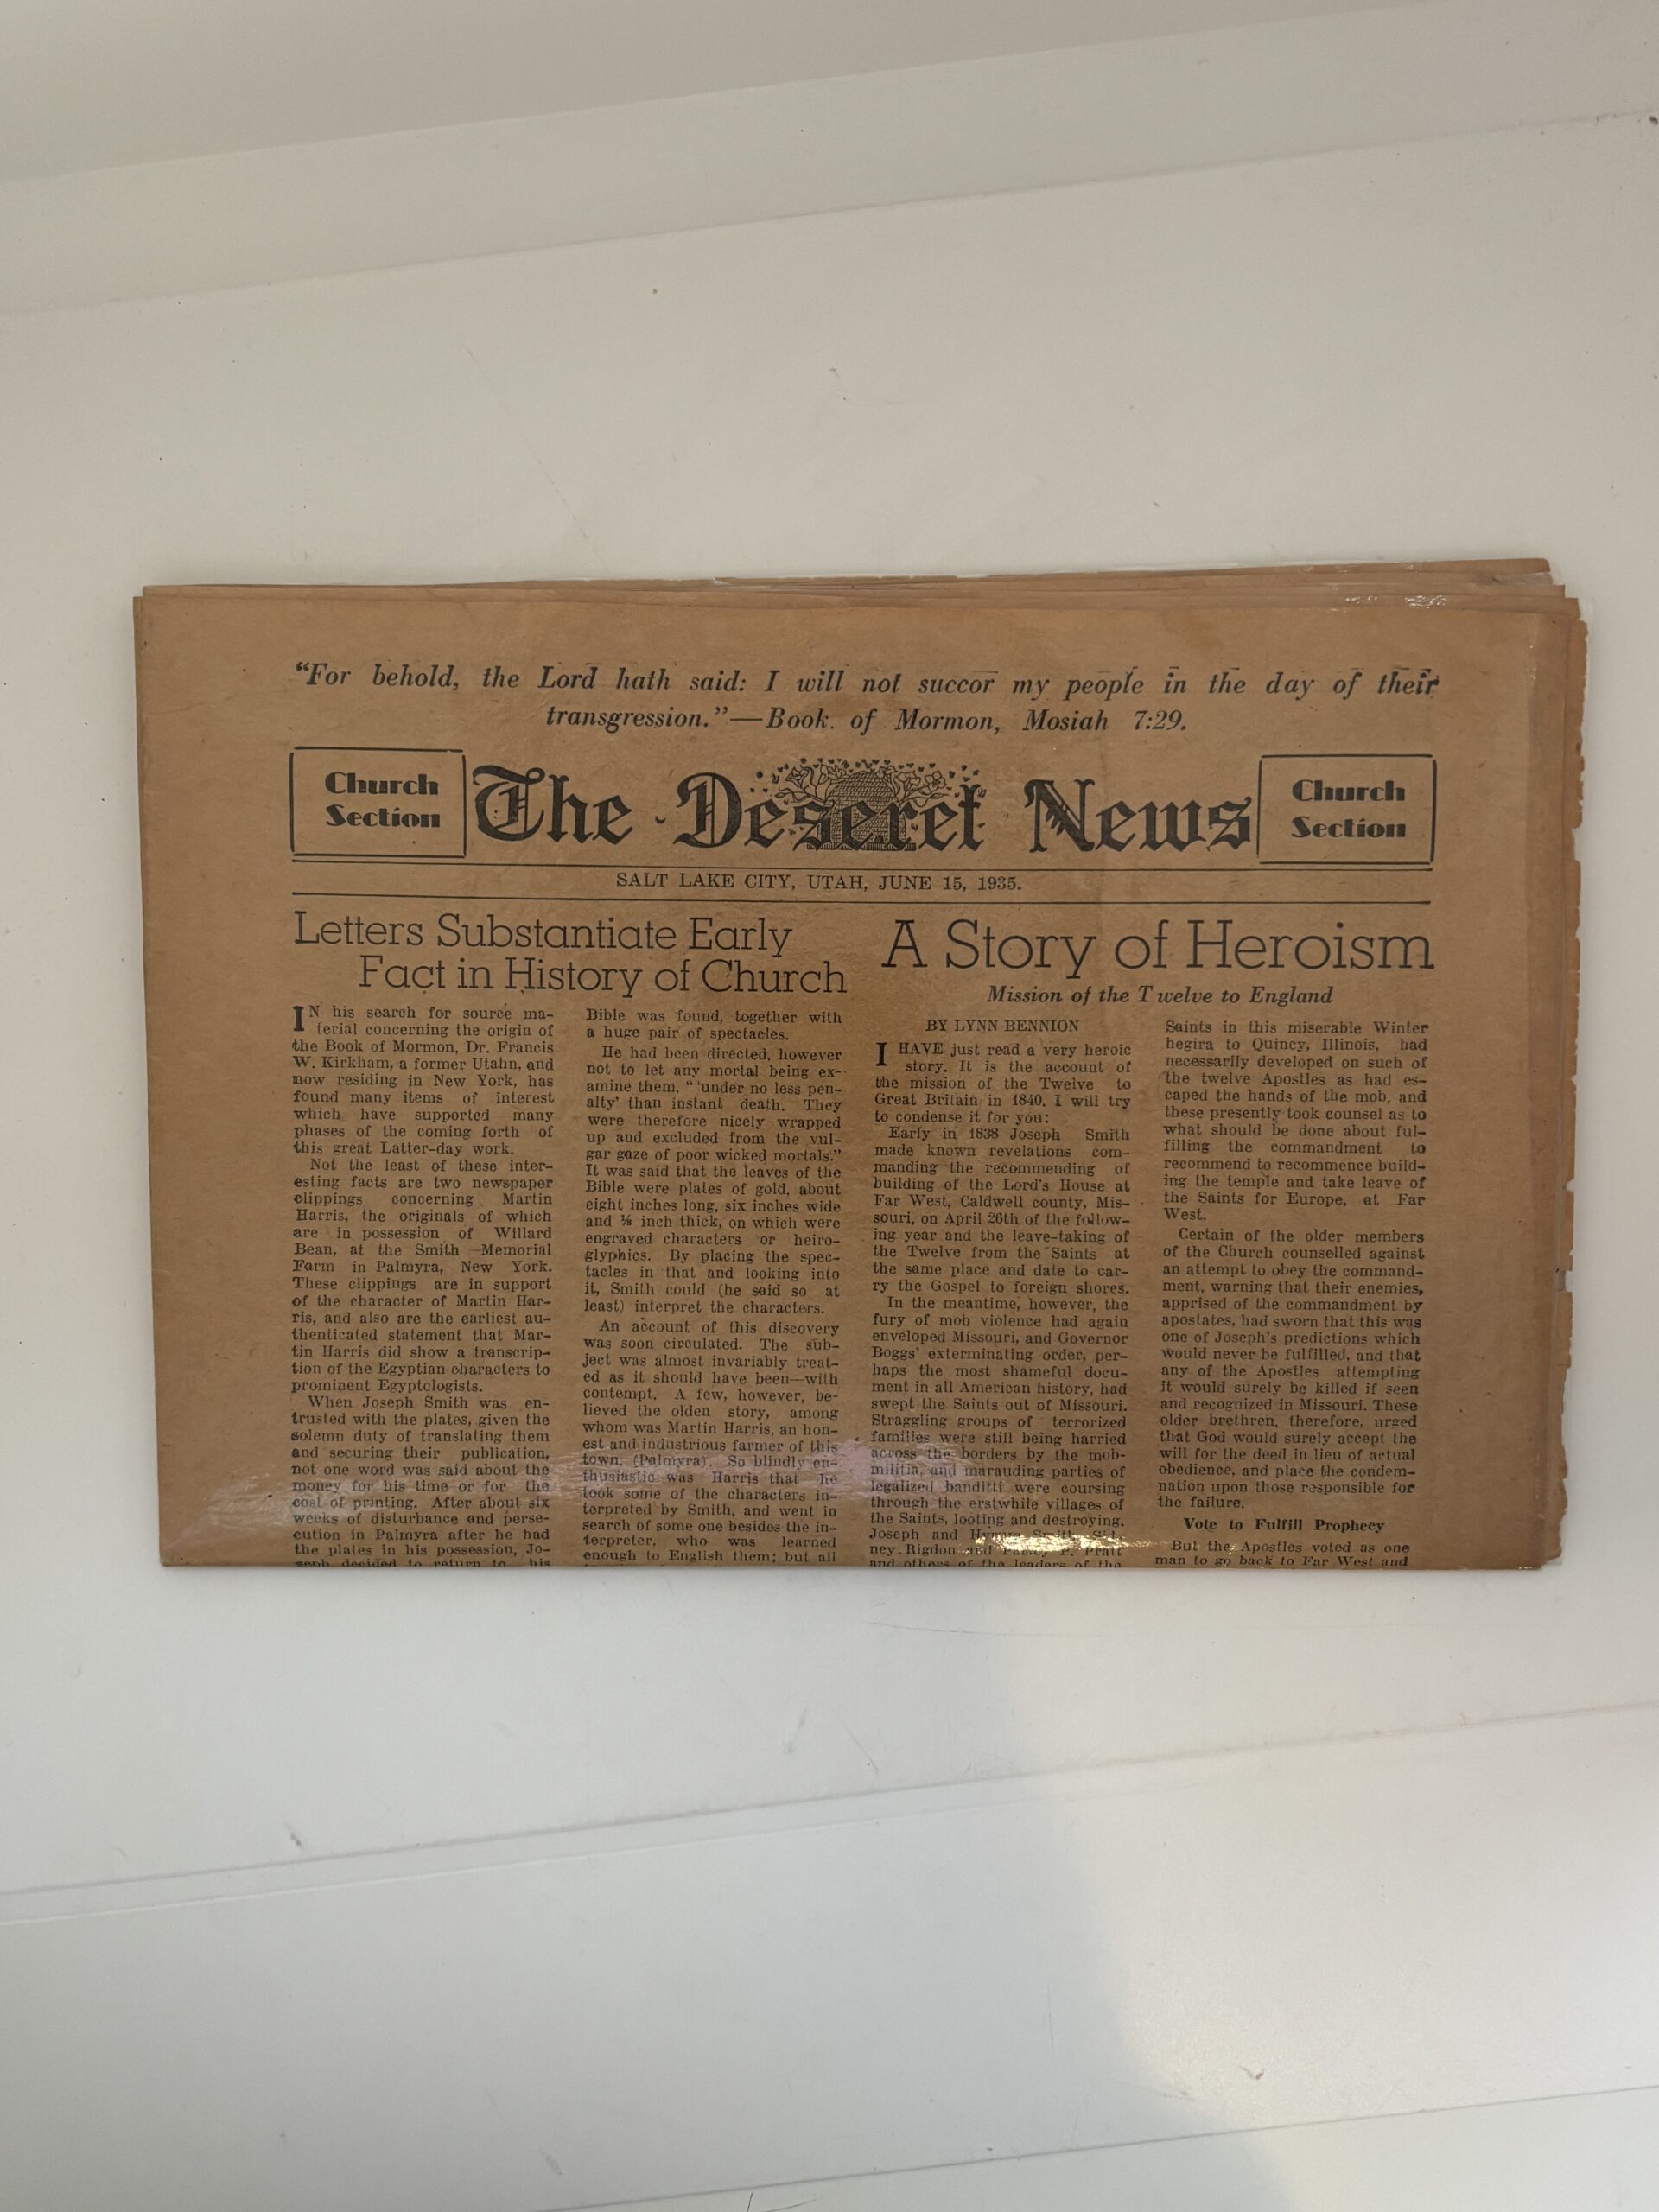 “For behold, the Lord hath said: I will not succor my people in the day of their
transgression.”—Book. of Mormon, Mosiah 7:29.
Church
Section
The Deseret News
Church
Section
SALT LAKE CITY, UTAH, JUNE 15, 1935.
Letters Substantiate Early
Fact in History of Church
IN his search for source ma-
terial concerning the origin of
the Book of Mormon, Dr. Francis
W. Kirkham, a former Utahn, and
now residing in New York, has
found many items of interest
which have supported many
phases of the coming forth of
this great Latter-day work.
Not the least of these inter-
esting facts are two newspaper
clippings concerning Martin
Harris, the originals of which
are in possession of Willard
Bean, at the Smith Memorial
Farm in Palmyra, New York.
These clippings are in support
of the character of Martin Har-
ris, and also are the earliest au-
thenticated statement that Mar-
tin Harris did show a transcrip-
tion of the Egyptian characters to
prominent Egyptologists.
When Joseph Smith was en-
trusted with the plates, given the
solemn duty of translating them
and securing their publication,
not one word was said about the
money for his time or for the
cost of printing. After about six
weeks of disturbance and perse-
cution in Palmyra after he had
the plates in his possession, Jo-
seph decided to return to his
Bible was found, together with
a huge pair of spectacles.
He had been directed, however
not to let any mortal being ex-
amine them, “‘under no less pen-
alty’ than instant death. They
were therefore nicely wrapped
up and excluded from the vul-
gar gaze of poor wicked mortals.”
It was said that the leaves of the
Bible were plates of gold, about
eight inches long, six inches wide
and ⅛ inch thick, on which were
engraved characters or heiro-
glyphics. By placing the spec-
tacles in that and looking into
it, Smith could (he said so at
least) interpret the characters.
An account of this discovery
was soon circulated. The sub-
ject was almost invariably treat-
ed as it should have been—with
contempt. A few, however, be-
lieved the olden story, among
whom was Martin Harris, an hon-
est and industrious farmer of this
town, (Palmyra). So blindly en-
thusiastic was Harris that he
took some of the characters in-
terpreted by Smith, and went in
search of some one besides the in-
terpreter, who was learned
enough to English them; but all
A Story of Heroism
Mission of the Twelve to England
BY LYNN BENNION
I HAVE just read a very heroic
story. It is the account of
the mission of the Twelve to
Great Britain in 1840. I will try
to condense it for you:
Early in 1838 Joseph Smith
made known revelations com-
manding the recommending of
building of the Lord's House at
Far West, Caldwell county, Mis-
souri, on April 26th of the follow-
ing year and the leave-taking of
the Twelve from the Saints at
the same place and date to car-
ry the Gospel to foreign shores.
In the meantime, however, the
fury of mob violence had again
enveloped Missouri, and Governor
Boggs' exterminating order, per-
haps the most shameful docu-
ment in all American history, had
swept the Saints out of Missouri.
Straggling groups of terrorized
families were still being harried
across the borders by the mob-
militia, and marauding parties of
legalized banditti were coursing
through the erstwhile villages of
the Saints, looting and destroying.
Joseph and Hyrum Smith, Sid-
ney Rigdon and Parley P. Pratt
and others of the leaders of the
Saints in this miserable Winter
hegira to Quincy, Illinois, had
necessarily developed on such of
the twelve Apostles as had es-
caped the hands of the mob, and
these presently took counsel as to
what should be done about ful-
filling the commandment to
recommend to recommence build-
ing the temple and take leave of
the Saints for Europe, at Far
West.
Certain of the older members
of the Church counselled against
an attempt to obey the command-
ment, warning that their enemies,
apprised of the commandment by
apostates, had sworn that this was
one of Joseph's predictions which
would never be fulfilled, and that
any of the Apostles attempting
it would surely be killed if seen
and recognized in Missouri. These
older brethren, therefore, urged
that God would surely accept the
will for the deed in lieu of actual
obedience, and place the condem-
nation upon those responsible for
the failure.
Vote to Fulfill Prophecy
But the Apostles voted as one
man to go back to Far West and